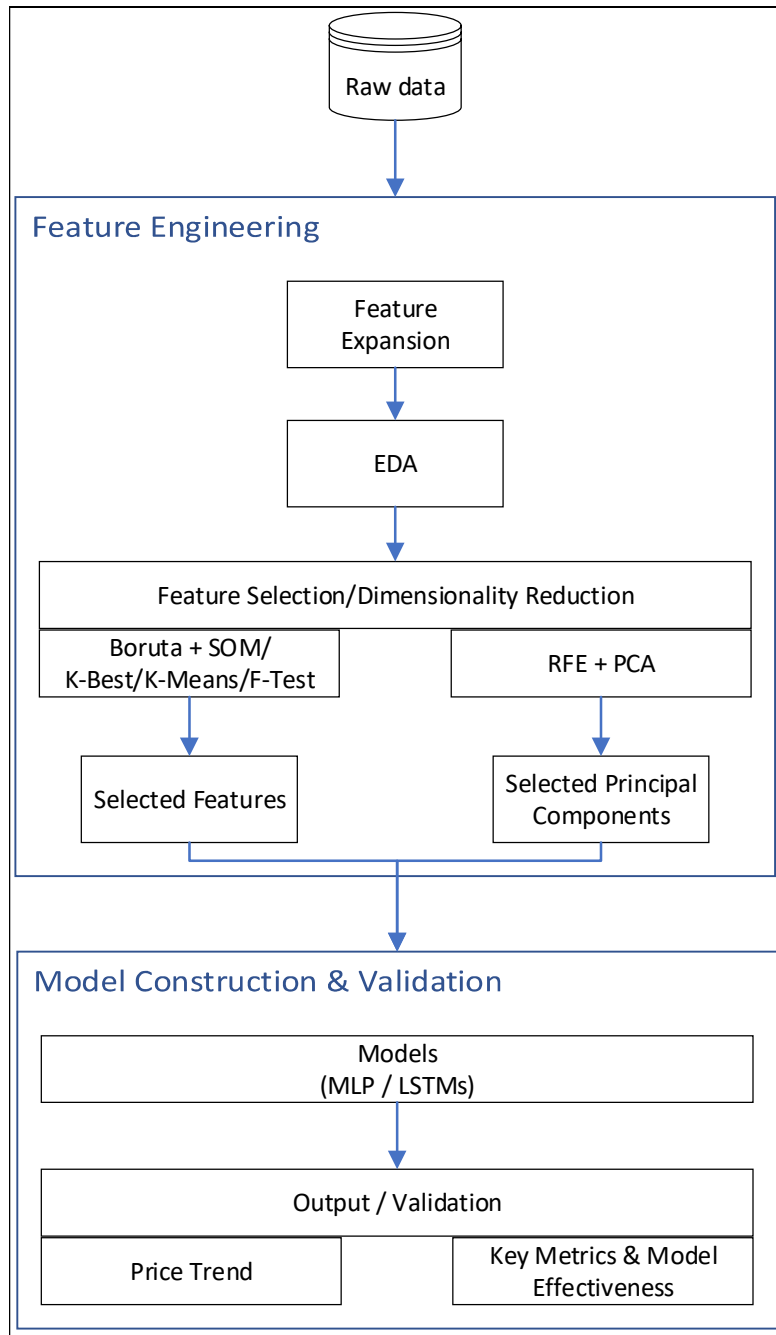 Raw data
Feature Engineering
Feature
Expansion
EDA
Feature Selection/Dimensionality Reduction
Boruta + SOM/
K-Best/K-Means/F-Test
RFE + PCA
Selected Features
Selected Principal
Components
Model Construction & Validation
Models
(MLP / LSTMs)
Output / Validation
Price Trend
Key Metrics & Model
Effectiveness